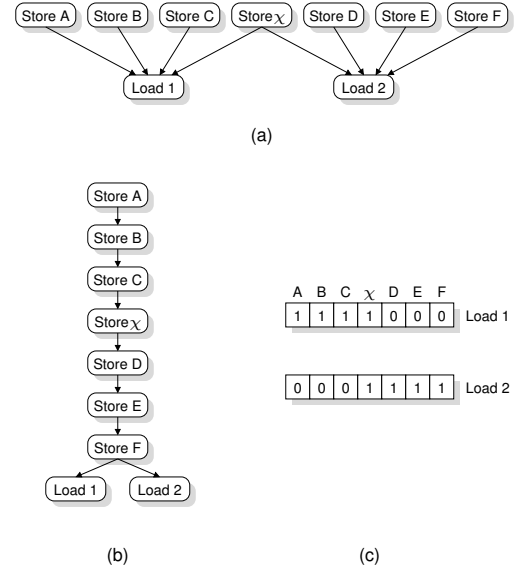 Store A Store B Store C Store χ Store D Store E Store F
Load 1 Load 2
(a)
Store A
Store B
Store C
Store χ
Store D
Store E
Store F
Load 1 Load 2
(b)
A B C χ D E F
1 1 1 1 0 0 0 Load 1
0 0 0 1 1 1 1 Load 2
(c)